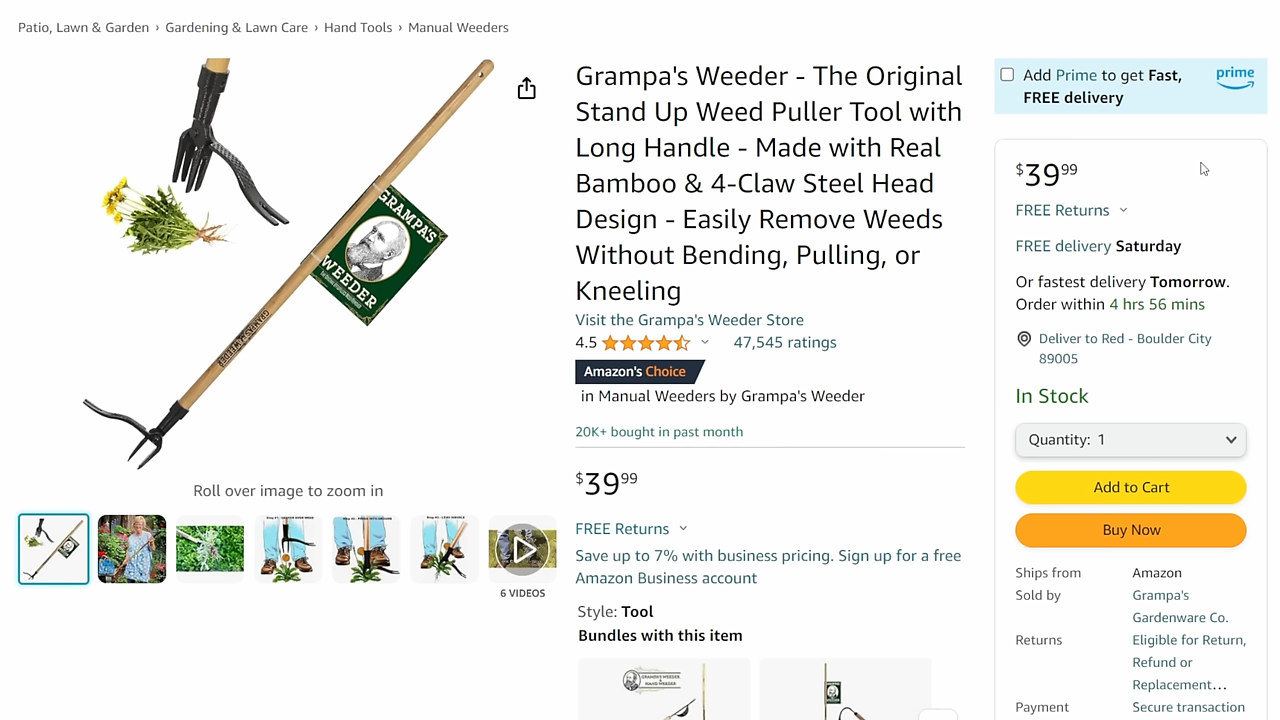 Patio, Lawn & Garden › Gardening & Lawn Care › Hand Tools › Manual Weeders
GRAMPA'S
WEEDER
Roll over image to zoom in
6 VIDEOS
Grampa's Weeder - The Original
Stand Up Weed Puller Tool with
Long Handle - Made with Real
Bamboo & 4-Claw Steel Head
Design - Easily Remove Weeds
Without Bending, Pulling, or
Kneeling
Visit the Grampa's Weeder Store
4.5 47,545 ratings
Amazon's Choice
in Manual Weeders by Grampa's Weeder
20K+ bought in past month
$39 99
FREE Returns
Save up to 7% with business pricing. Sign up for a free
Amazon Business account
Style: Tool
Bundles with this item
Add Prime to get Fast,
FREE delivery
prime
$39 99
FREE Returns
FREE delivery Saturday
Or fastest delivery Tomorrow.
Order within 4 hrs 56 mins
Deliver to Red - Boulder City
89005
In Stock
Quantity: 1
Add to Cart
Buy Now
Ships from Amazon
Sold by Grampa's
Gardenware Co.
Returns Eligible for Return,
Refund or
Replacement…
Payment Secure transaction